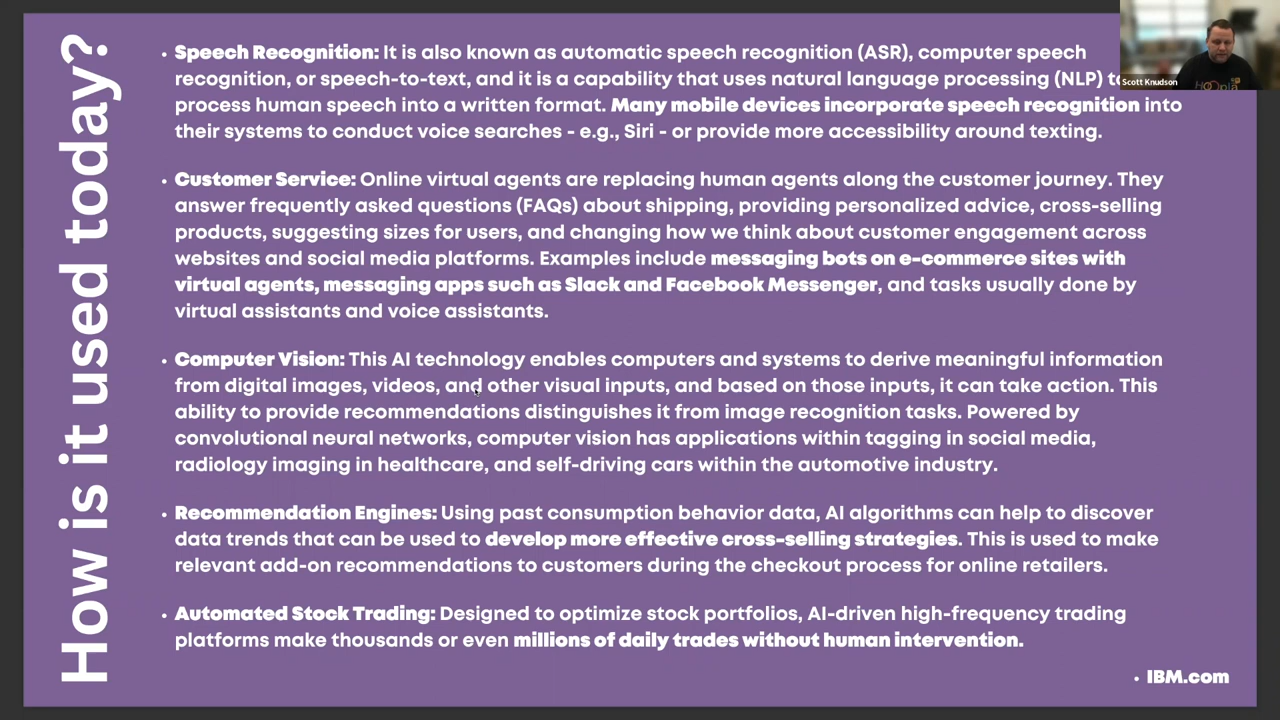 How is it used today?
• Speech Recognition: It is also known as automatic speech recognition (ASR), computer speech
recognition, or speech-to-text, and it is a capability that uses natural language processing (NLP) to
process human speech into a written format. Many mobile devices incorporate speech recognition into
their systems to conduct voice searches - e.g., Siri - or provide more accessibility around texting.
• Customer Service: Online virtual agents are replacing human agents along the customer journey. They
answer frequently asked questions (FAQs) about shipping, providing personalized advice, cross-selling
products, suggesting sizes for users, and changing how we think about customer engagement across
websites and social media platforms. Examples include messaging bots on e-commerce sites with
virtual agents, messaging apps such as Slack and Facebook Messenger, and tasks usually done by
virtual assistants and voice assistants.
• Computer Vision: This AI technology enables computers and systems to derive meaningful information
from digital images, videos, and other visual inputs, and based on those inputs, it can take action. This
ability to provide recommendations distinguishes it from image recognition tasks. Powered by
convolutional neural networks, computer vision has applications within tagging in social media,
radiology imaging in healthcare, and self-driving cars within the automotive industry.
• Recommendation Engines: Using past consumption behavior data, AI algorithms can help to discover
data trends that can be used to develop more effective cross-selling strategies. This is used to make
relevant add-on recommendations to customers during the checkout process for online retailers.
• Automated Stock Trading: Designed to optimize stock portfolios, AI-driven high-frequency trading
platforms make thousands or even millions of daily trades without human intervention.
• IBM.com
Scott Knudson
Hoopla